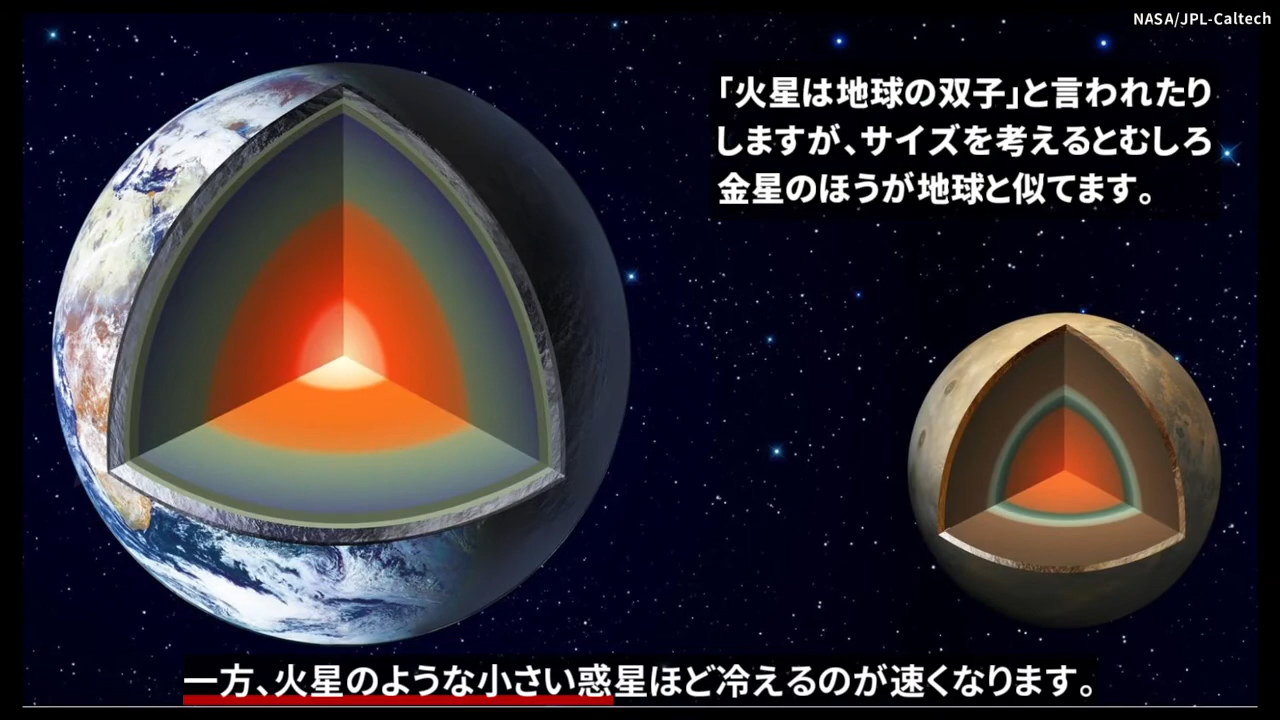 NASA/JPL-Caltech
「火星は地球の双子」と言われたり
しますが、サイズを考えるとむしろ
金星のほうが地球と似てます。
一方、火星のような小さい惑星ほど冷えるのが速くなります。